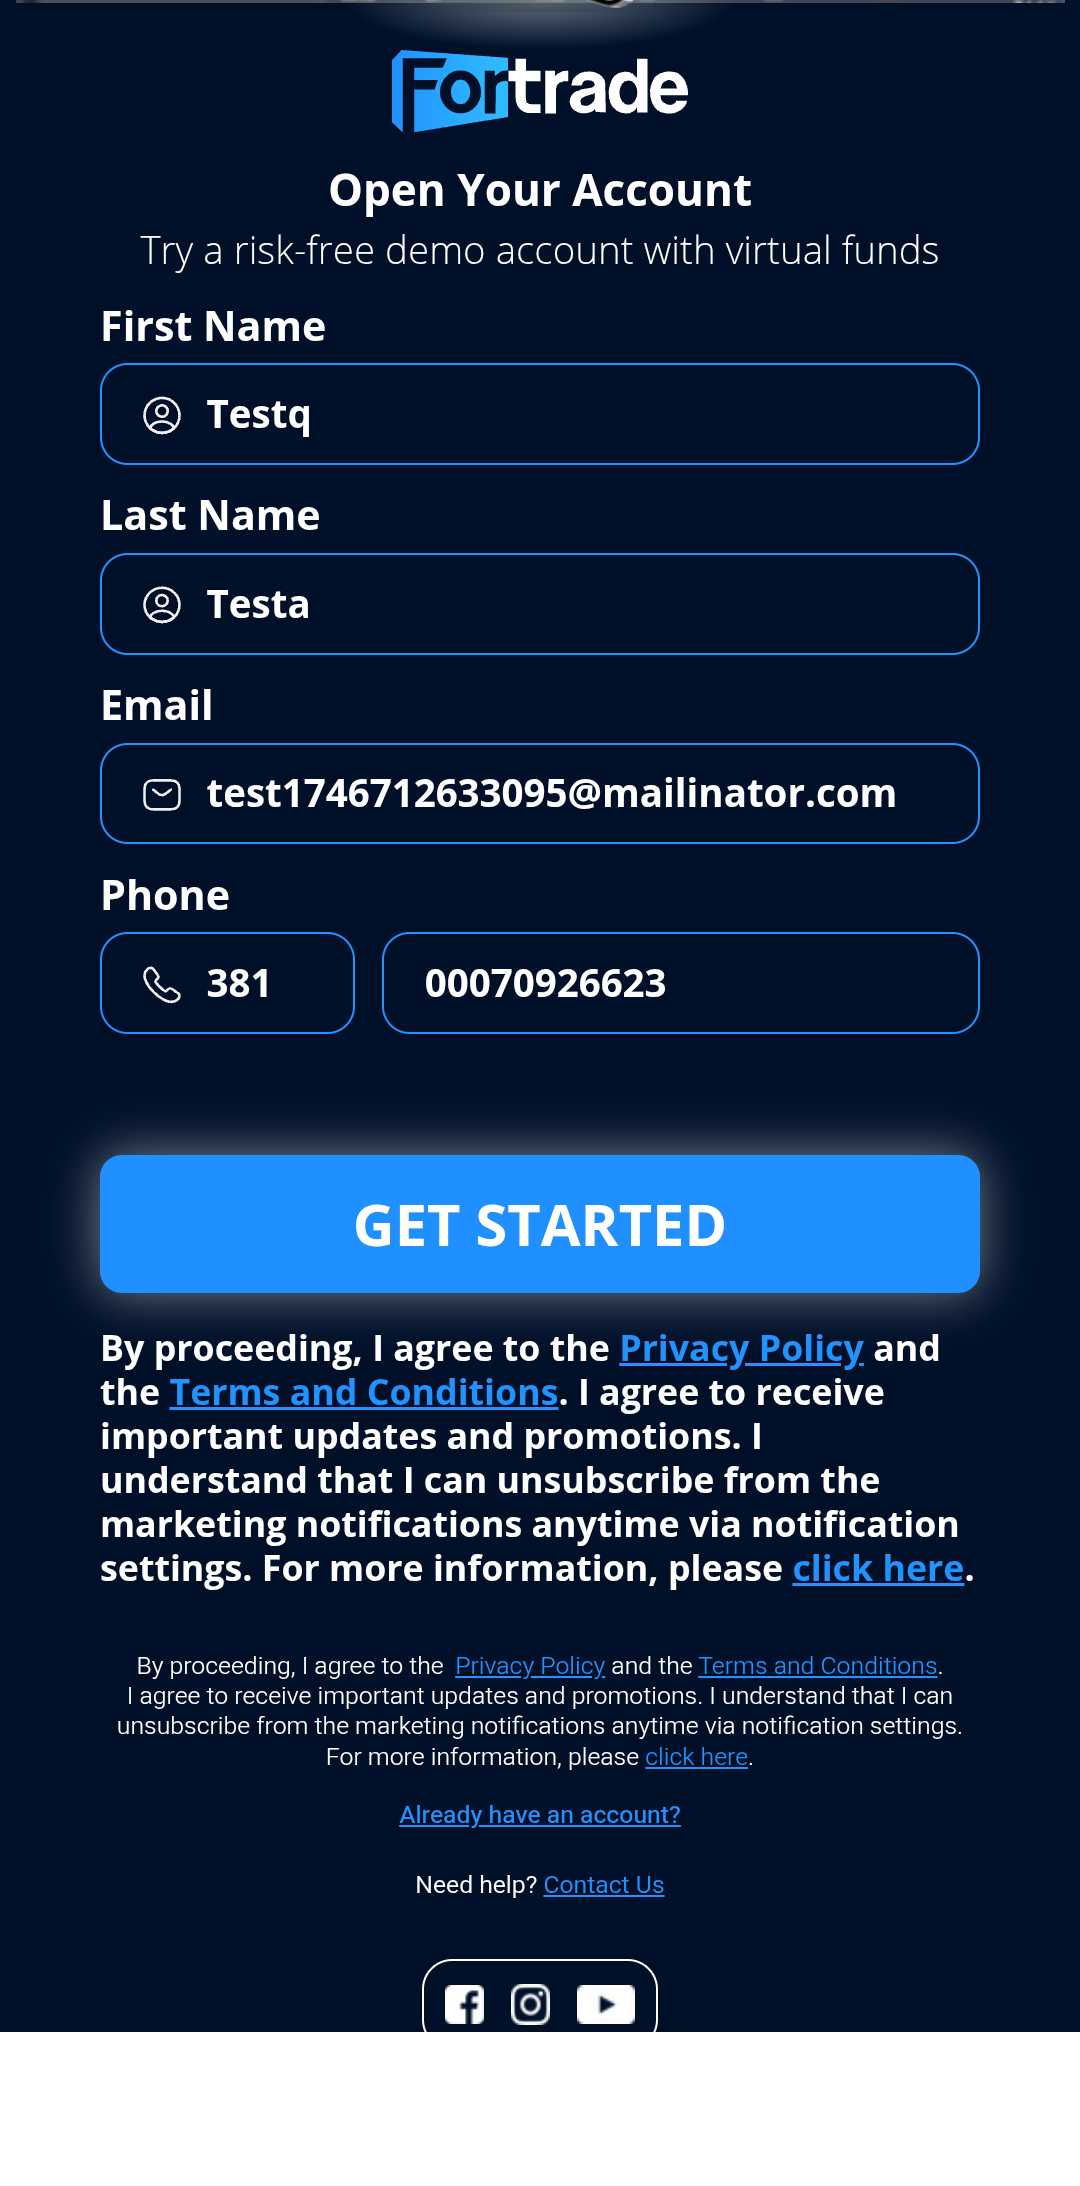 Fortrade
Open Your Account
Try a risk-free demo account with virtual funds
First Name
Testq
Last Name
Testa
Email
test1746712633095@mailinator.com
Phone
381 00070926623
GET STARTED
By proceeding, I agree to the Privacy Policy and
the Terms and Conditions. I agree to receive
important updates and promotions. I
understand that I can unsubscribe from the
marketing notifications anytime via notification
settings. For more information, please click here.
By proceeding, I agree to the Privacy Policy and the Terms and Conditions.
I agree to receive important updates and promotions. I understand that I can
unsubscribe from the marketing notifications anytime via notification settings.
For more information, please click here.
Already have an account?
Need help? Contact Us